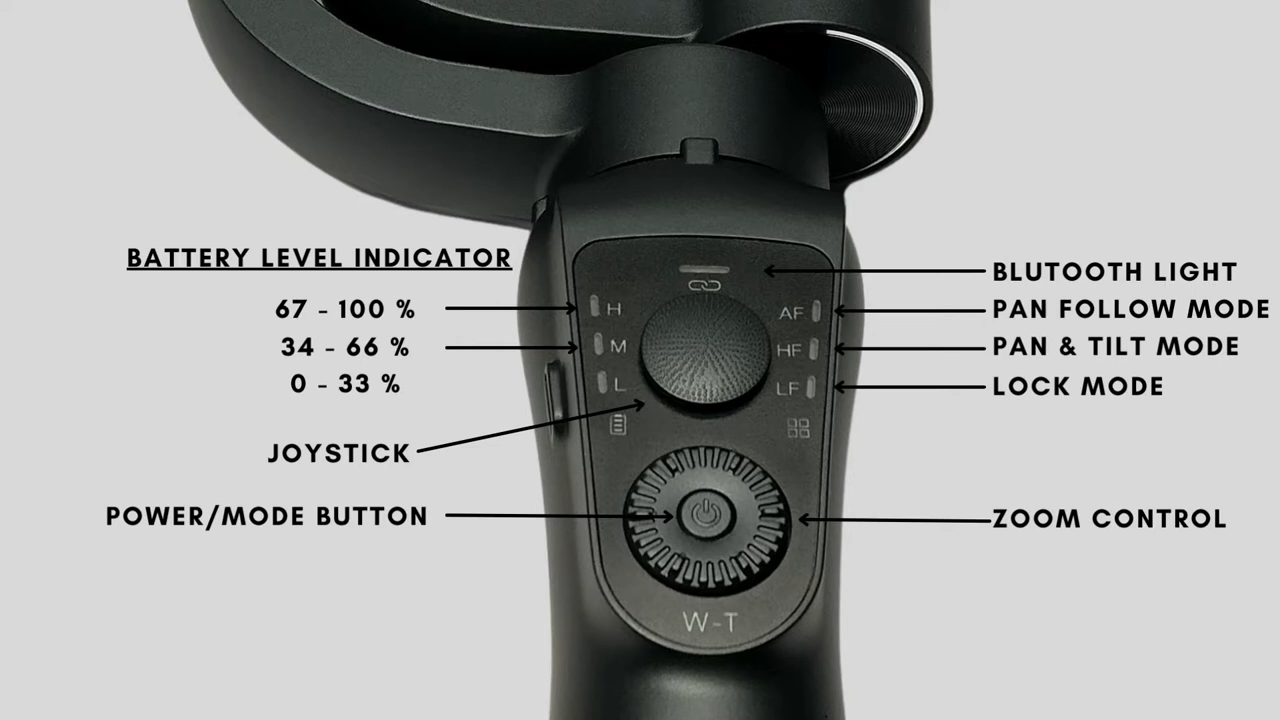 BATTERY LEVEL INDICATOR
67 - 100 %
34 - 66 %
0 - 33 %
JOYSTICK
POWER/MODE BUTTON
H
M
L
AF
HF
LF
W-T
BLUTOOTH LIGHT
PAN FOLLOW MODE
PAN & TILT MODE
LOCK MODE
ZOOM CONTROL